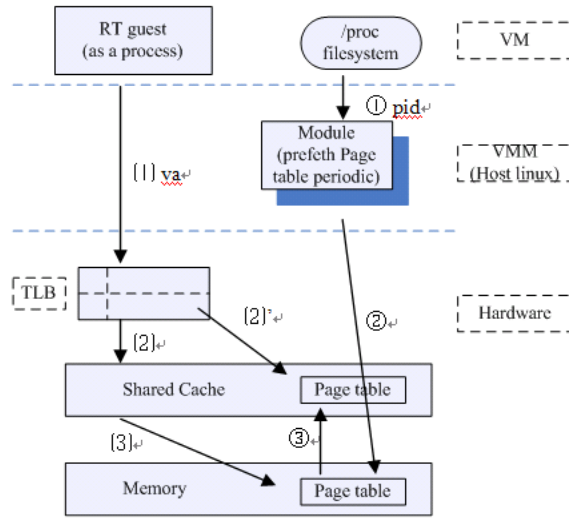 RT guest
(as a process)
/proc
filesystem
VM
① pid↵
Module
(prefeth Page
table periodic)
VMM
(Host linux)
(1) va↵
TLB
(2)'↵
②↵
Hardware
(2)↵
Shared Cache
Page table
(3)↵
③↵
Memory
Page table